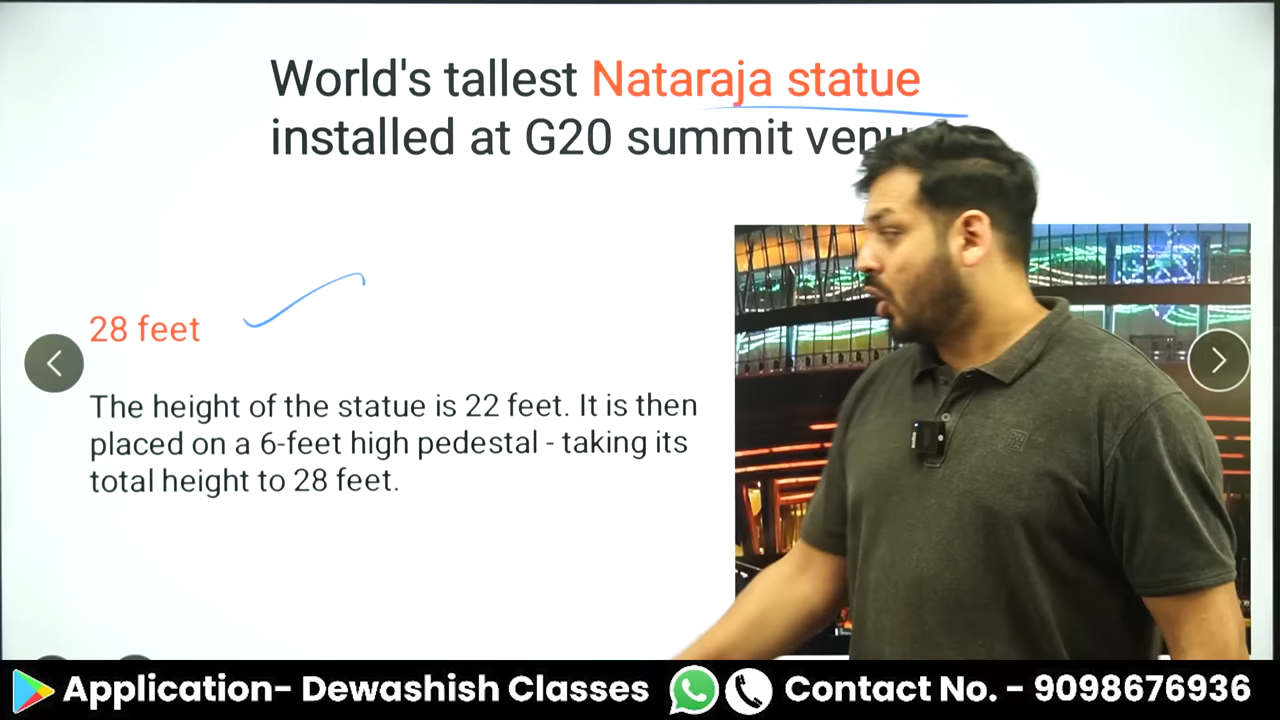 World's tallest Nataraja statue
installed at G20 summit
28 feet
The height of the statue is 22 feet. It is then
placed on a 6-feet high pedestal - taking its
total height to 28 feet.
Application- Dewashish Classes Contact No. - 9098676936